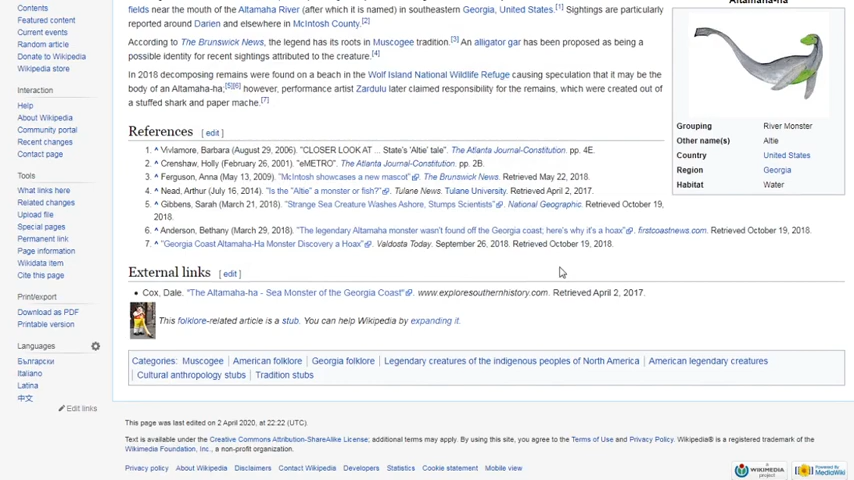 Contents
Featured content
Current events
Random article
Donate to Wikipedia
Wikipedia store
Interaction
Help
About Wikipedia
Community portal
Recent changes
Contact page
Tools
What links here
Related changes
Upload file
Special pages
Permanent link
Page information
Wikidata item
Cite this page
Print/export
Download as PDF
Printable version
Languages
Български
Italiano
Latina
中文
Edit links
fields near the mouth of the Altamaha River (after which it is named) in southeastern Georgia, United States.[1] Sightings are particularly
reported around Darien and elsewhere in McIntosh County.[2]
According to The Brunswick News, the legend has its roots in Muscogee tradition.[3] An alligator gar has been proposed as being a
possible identity for recent sightings attributed to the creature.[4]
In 2018 decomposing remains were found on a beach in the Wolf Island National Wildlife Refuge causing speculation that it may be the
body of an Altamaha-ha;[5][6] however, performance artist Zardulu later claimed responsibility for the remains, which were created out of
a stuffed shark and paper mache.[7]
Altamaha-ha
Grouping River Monster
Other name(s) Altie
Country United States
Region Georgia
Habitat Water
References [ edit ]
1. ^ Vivlamore, Barbara (August 29, 2006). "CLOSER LOOK AT ... State's 'Altie' tale". The Atlanta Journal-Constitution. pp. 4E.
2. ^ Crenshaw, Holly (February 26, 2001). "eMETRO". The Atlanta Journal-Constitution. pp. 2B.
3. ^ Ferguson, Anna (May 13, 2009). "McIntosh showcases a new mascot". The Brunswick News. Retrieved May 22, 2018.
4. ^ Nead, Arthur (July 16, 2014). "Is the "Altie" a monster or fish?". Tulane News. Tulane University. Retrieved April 2, 2017.
5. ^ Gibbens, Sarah (March 21, 2018). "Strange Sea Creature Washes Ashore, Stumps Scientists". National Geographic. Retrieved October 19,
2018.
6. ^ Anderson, Bethany (March 29, 2018). "The legendary Altamaha monster wasn't found off the Georgia coast; here's why it's a hoax". firstcoastnews.com. Retrieved October 19, 2018.
7. ^ "Georgia Coast Altamaha-Ha Monster Discovery a Hoax". Valdosta Today. September 26, 2018. Retrieved October 19, 2018.
External links [ edit ]
• Cox, Dale. "The Altamaha-ha - Sea Monster of the Georgia Coast". www.exploresouthernhistory.com. Retrieved April 2, 2017.
This folklore-related article is a stub. You can help Wikipedia by expanding it.
Categories: Muscogee | American folklore | Georgia folklore | Legendary creatures of the indigenous peoples of North America | American legendary creatures
| Cultural anthropology stubs | Tradition stubs
This page was last edited on 2 April 2020, at 22:22 (UTC).
Text is available under the Creative Commons Attribution-ShareAlike License; additional terms may apply. By using this site, you agree to the Terms of Use and Privacy Policy. Wikipedia® is a registered trademark of the
Wikimedia Foundation, Inc., a non-profit organization.
Privacy policy About Wikipedia Disclaimers Contact Wikipedia Developers Statistics Cookie statement Mobile view
A WIKIMEDIA project
Powered By MediaWiki